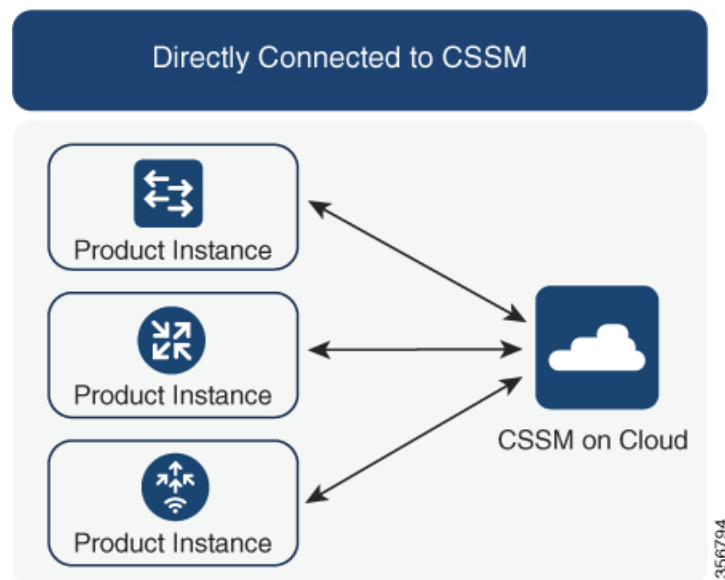 Directly Connected to CSSM
Product Instance
Product Instance
CSSM on Cloud
Product Instance
356794